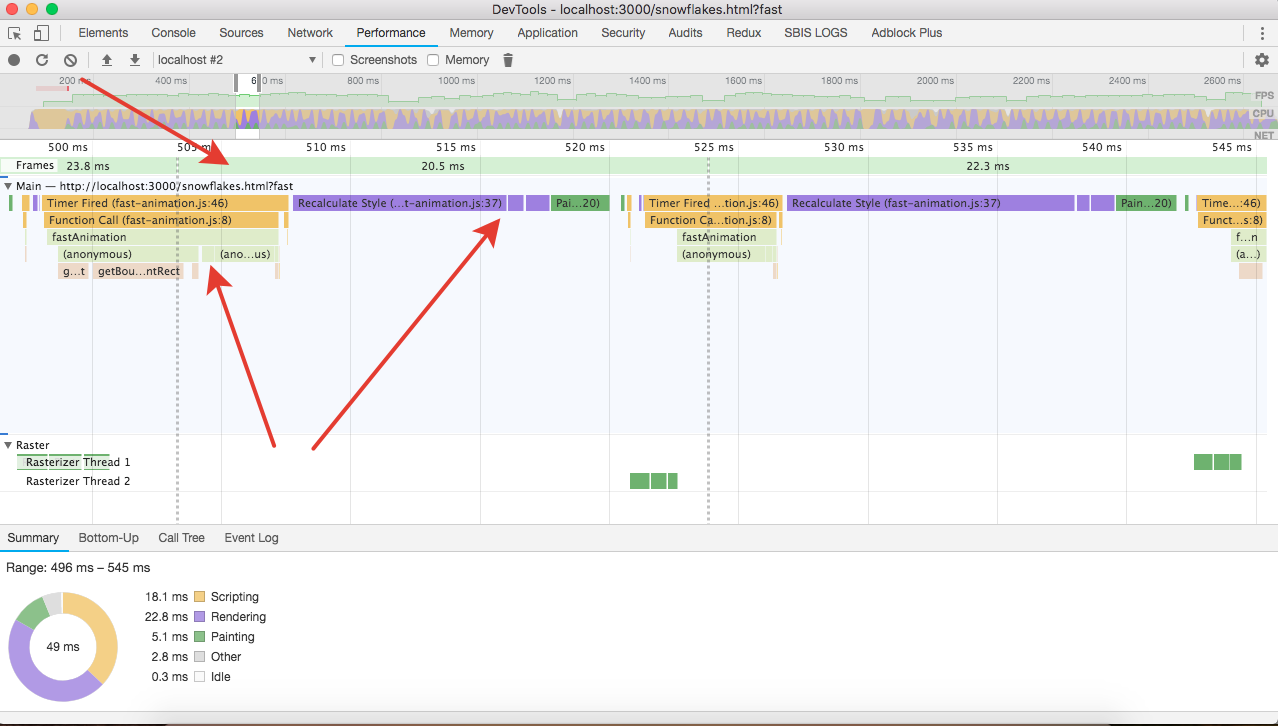 DevTools - localhost:3000/snowflakes.html?fast
Elements Console Sources Network Performance Memory Application Security Audits Redux SBIS LOGS Adblock Plus
localhost #2 Screenshots Memory
200 ms 400 ms 6 0 ms 800 ms 1000 ms 1200 ms 1400 ms 1600 ms 1800 ms 2000 ms 2200 ms 2400 ms 2600 ms
FPS
CPU
NET
500 ms 505 ms 510 ms 515 ms 520 ms 525 ms 530 ms 535 ms 540 ms 545 ms
Frames 23.8 ms 20.5 ms 22.3 ms
Main — http://localhost:3000/snowflakes.html?fast
Timer Fired (fast-animation.js:46) Recalculate Style (...t-animation.js:37) Pai...20) Timer Fired ...tion.js:46) Recalculate Style (fast-animation.js:37) Pain...20) Time...:46)
Function Call (fast-animation.js:8) Function Ca...tion.js:8) Funct...s:8)
fastAnimation fastAnimation f...n
(anonymous) (ano...us) (anonymous) (a...)
g...t getBou...ntRect
Raster
Rasterizer Thread 1
Rasterizer Thread 2
Summary Bottom-Up Call Tree Event Log
Range: 496 ms – 545 ms
18.1 ms Scripting
22.8 ms Rendering
49 ms
5.1 ms Painting
2.8 ms Other
0.3 ms Idle